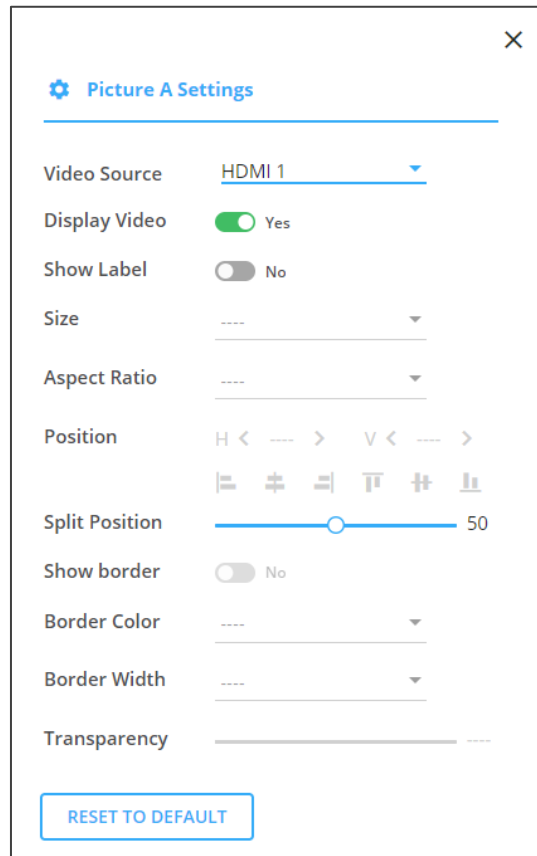 Picture A Settings
Video Source HDMI 1
Display Video Yes
Show Label No
Size ----
Aspect Ratio ----
Position H < ---- > V < ---- >
Split Position 50
Show border No
Border Color ----
Border Width ----
Transparency ----
RESET TO DEFAULT